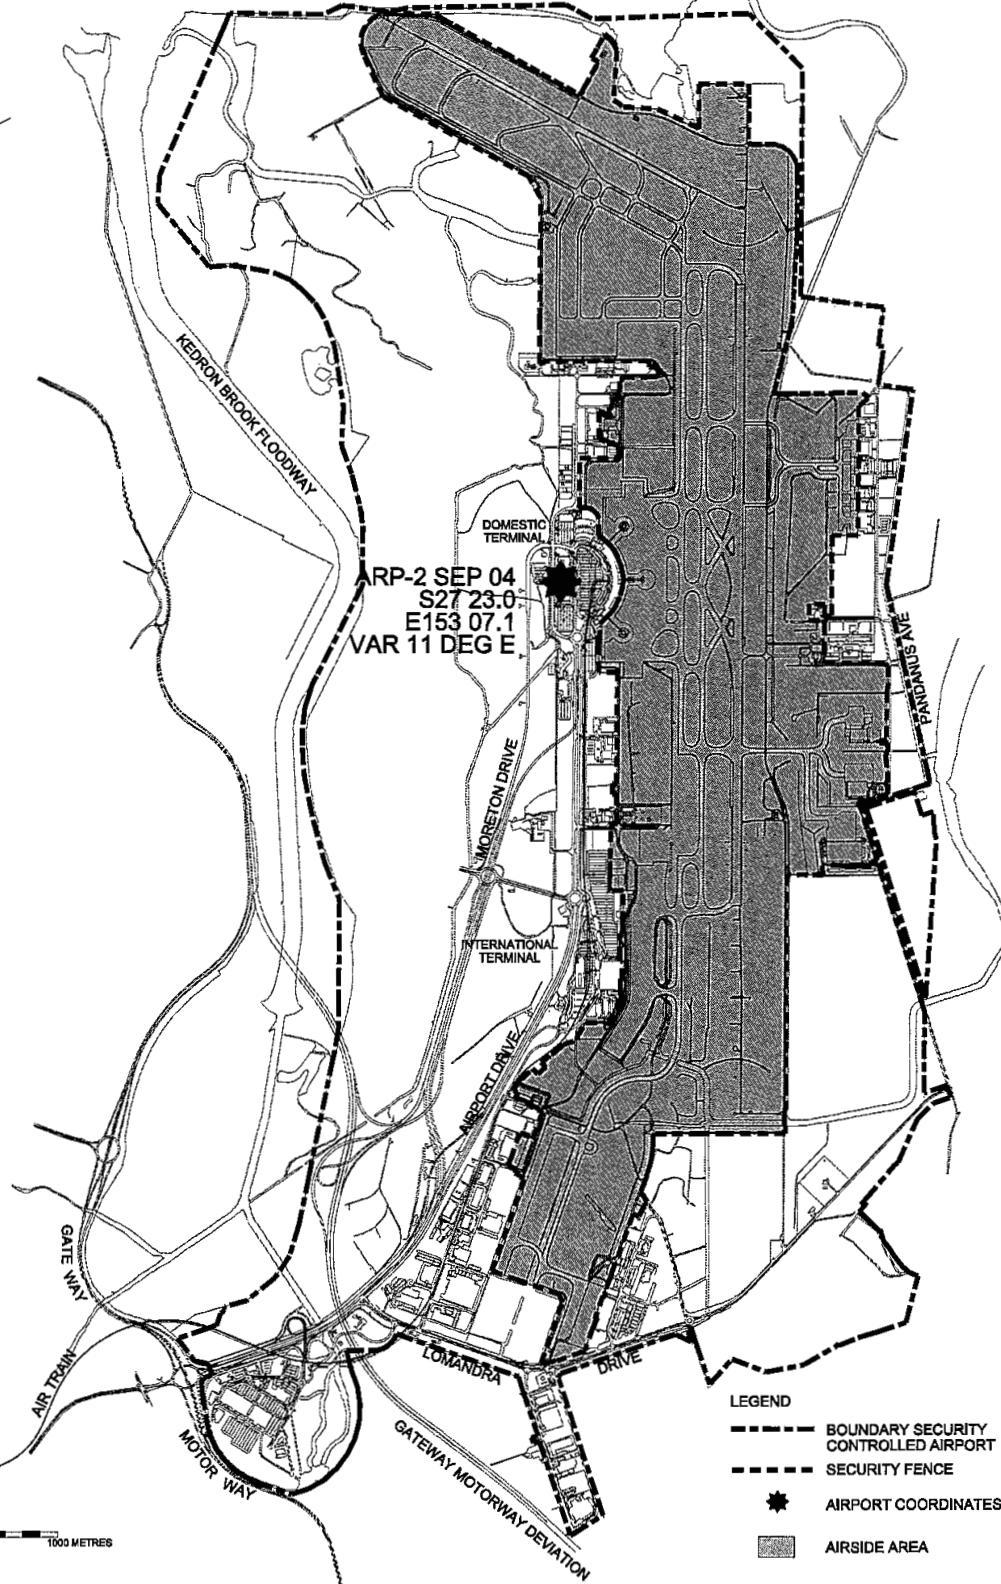 KEDRON BROOK FLOODWAY
DOMESTIC
TERMINAL
ARP-2 SEP 04
S27 23.0
E153 07.1
VAR 11 DEG E
PANDANUS AVE
MORETON DRIVE
INTERNATIONAL
TERMINAL
AIRPORT DRIVE
GATE WAY
AIR TRAIN
MOTOR WAY
LOMANDRA
DRIVE
GATEWAY MOTORWAY DEVIATION
LEGEND
BOUNDARY SECURITY
CONTROLLED AIRPORT
SECURITY FENCE
AIRPORT COORDINATES
AIRSIDE AREA
1000 METRES